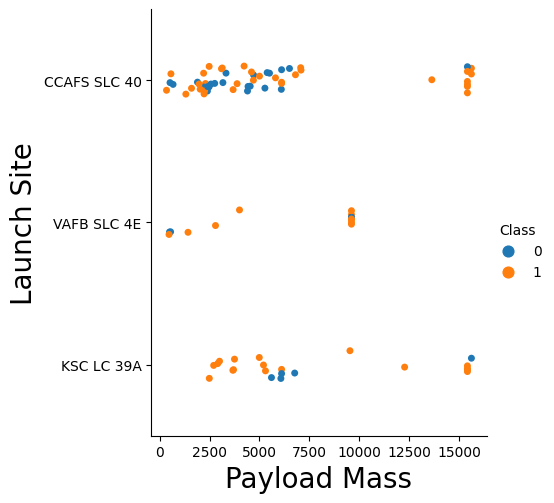 CCAFS SLC 40
VAFB SLC 4E
KSC LC 39A
Launch Site
0
2500
5000
7500
10000
12500
15000
Payload Mass
Class
0
1